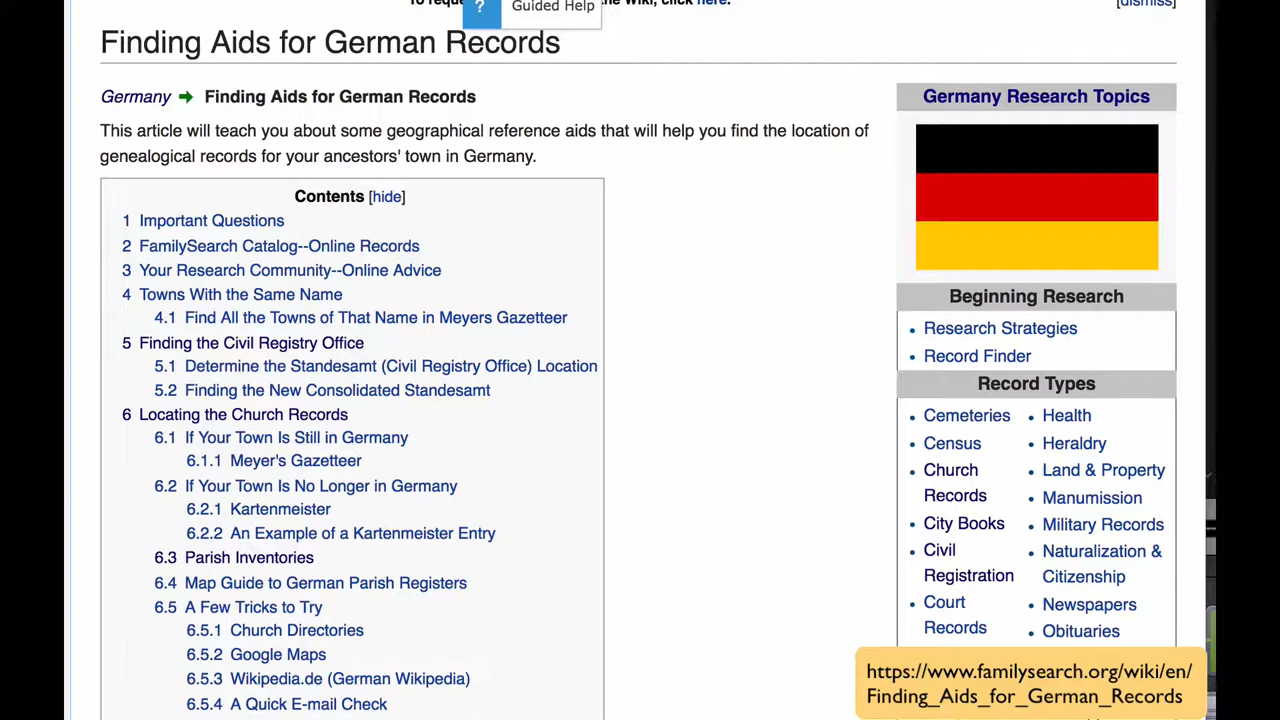 To reque
the Wiki, click here.
[dismiss]
? Guided Help
Finding Aids for German Records
Germany Finding Aids for German Records
This article will teach you about some geographical reference aids that will help you find the location of
genealogical records for your ancestors' town in Germany.
Contents [hide]
1 Important Questions
2 FamilySearch Catalog--Online Records
3 Your Research Community--Online Advice
4 Towns With the Same Name
4.1 Find All the Towns of That Name in Meyers Gazetteer
5 Finding the Civil Registry Office
5.1 Determine the Standesamt (Civil Registry Office) Location
5.2 Finding the New Consolidated Standesamt
6 Locating the Church Records
6.1 If Your Town Is Still in Germany
6.1.1 Meyer's Gazetteer
6.2 If Your Town Is No Longer in Germany
6.2.1 Kartenmeister
6.2.2 An Example of a Kartenmeister Entry
6.3 Parish Inventories
6.4 Map Guide to German Parish Registers
6.5 A Few Tricks to Try
6.5.1 Church Directories
6.5.2 Google Maps
6.5.3 Wikipedia.de (German Wikipedia)
6.5.4 A Quick E-mail Check
Germany Research Topics
Beginning Research
• Research Strategies
• Record Finder
Record Types
• Cemeteries
• Census
• Church
Records
• City Books
• Civil
Registration
• Court
Records
• Health
• Heraldry
• Land & Property
• Manumission
• Military Records
• Naturalization &
Citizenship
• Newspapers
• Obituaries
https://www.familysearch.org/wiki/en/
Finding_Aids_for_German_Records